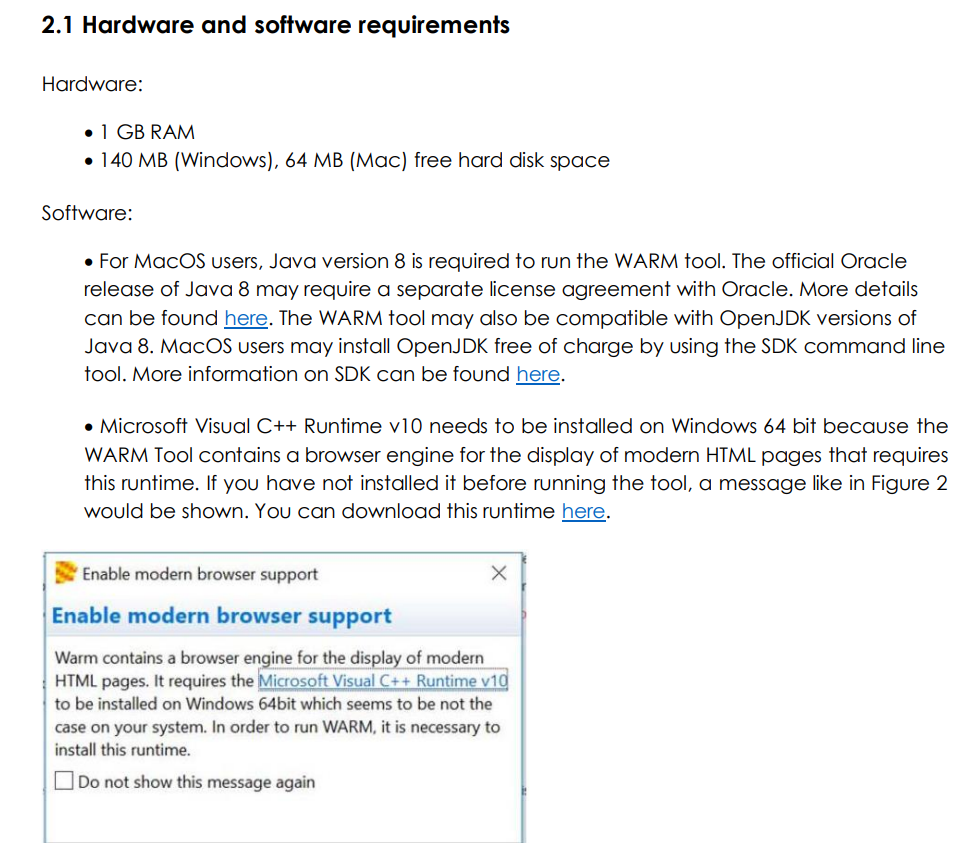 2.1 Hardware and software requirements
Hardware:
• 1 GB RAM
• 140 MB (Windows), 64 MB (Mac) free hard disk space
Software:
• For MacOS users, Java version 8 is required to run the WARM tool. The official Oracle
release of Java 8 may require a separate license agreement with Oracle. More details
can be found here. The WARM tool may also be compatible with OpenJDK versions of
Java 8. MacOS users may install OpenJDK free of charge by using the SDK command line
tool. More information on SDK can be found here.
• Microsoft Visual C++ Runtime v10 needs to be installed on Windows 64 bit because the
WARM Tool contains a browser engine for the display of modern HTML pages that requires
this runtime. If you have not installed it before running the tool, a message like in Figure 2
would be shown. You can download this runtime here.
Enable modern browser support
Enable modern browser support
Warm contains a browser engine for the display of modern
HTML pages. It requires the Microsoft Visual C++ Runtime v10
to be installed on Windows 64bit which seems to be not the
case on your system. In order to run WARM, it is necessary to
install this runtime.
Do not show this message again